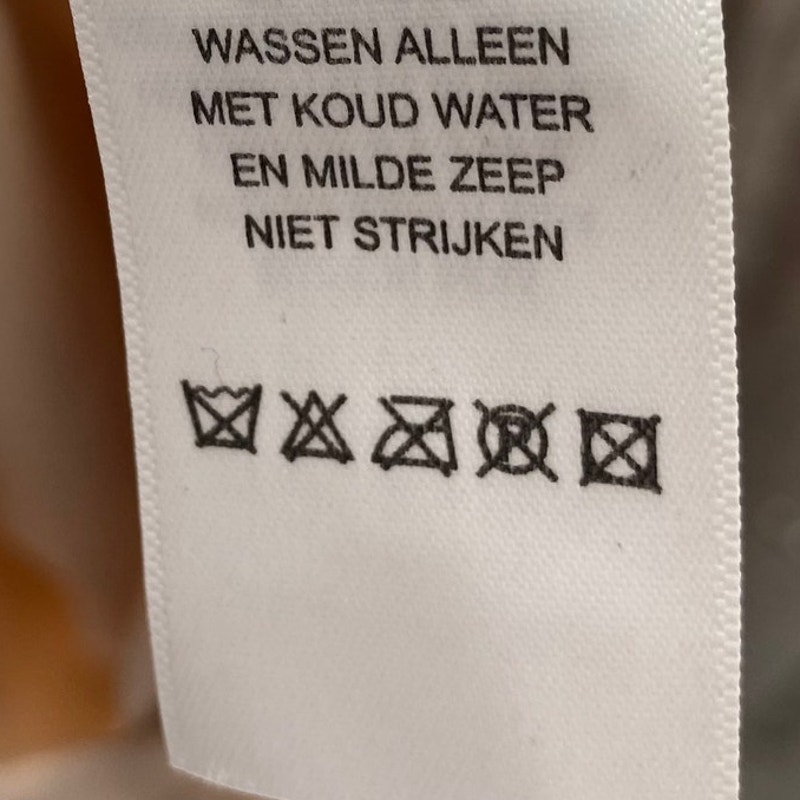 WASSEN ALLEEN
MET KOUD WATER
EN MILDE ZEEP
NIET STRIJKEN